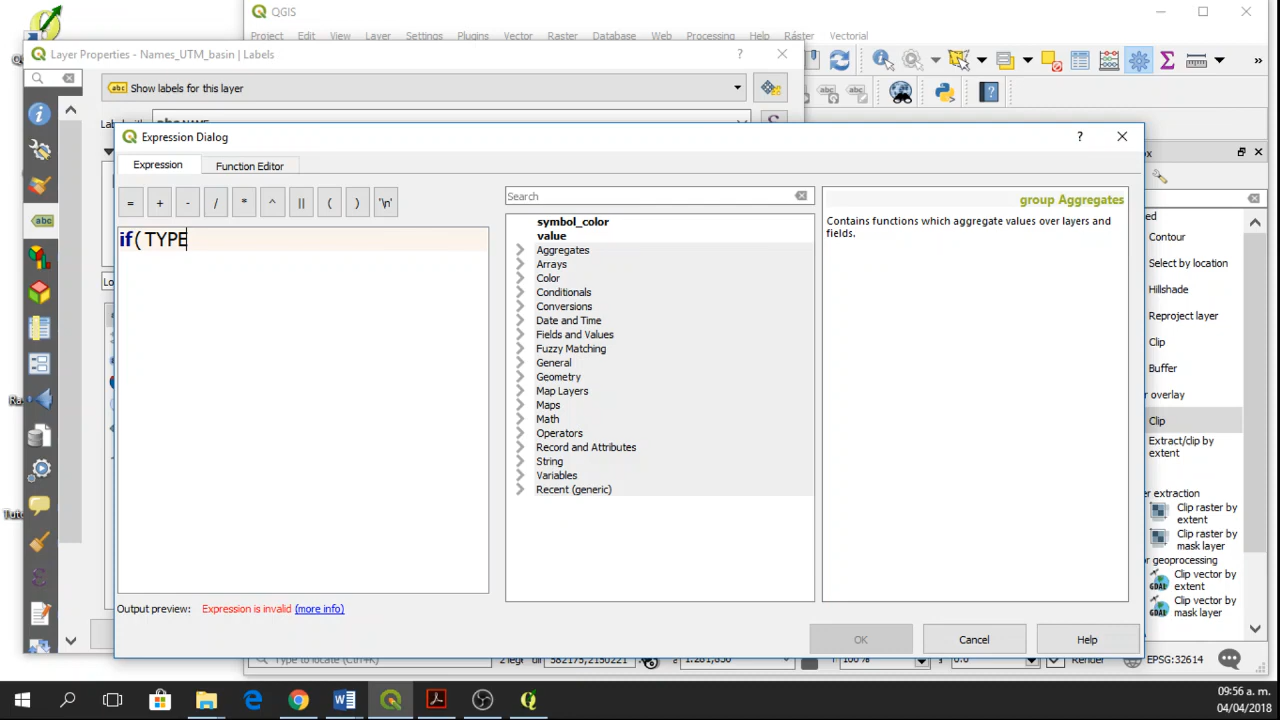 QGIS
Project Edit View Layer Settings Plugins Vector Raster Database Web Processing Help Ráster Vectorial
Layer Properties - Names_UTM_basin | Labels
abc Show labels for this layer
Expression Dialog
Expression Function Editor
= + - / * ^ || ( ) '\n'
if( TYPE
Search
symbol_color
value
Aggregates
Arrays
Color
Conditionals
Conversions
Date and Time
Fields and Values
Fuzzy Matching
General
Geometry
Map Layers
Maps
Math
Operators
Record and Attributes
String
Variables
Recent (generic)
group Aggregates
Contains functions which aggregate values over layers and
fields.
Output preview: Expression is invalid (more info)
OK Cancel Help
Contour
Select by location
Hillshade
Reproject layer
Clip
Buffer
r overlay
Clip
Extract/clip by
extent
r extraction
Clip raster by
extent
Clip raster by
mask layer
or geoprocessing
Clip vector by
extent
Clip vector by
mask layer
EPSG:32614
09:56 a. m.
04/04/2018